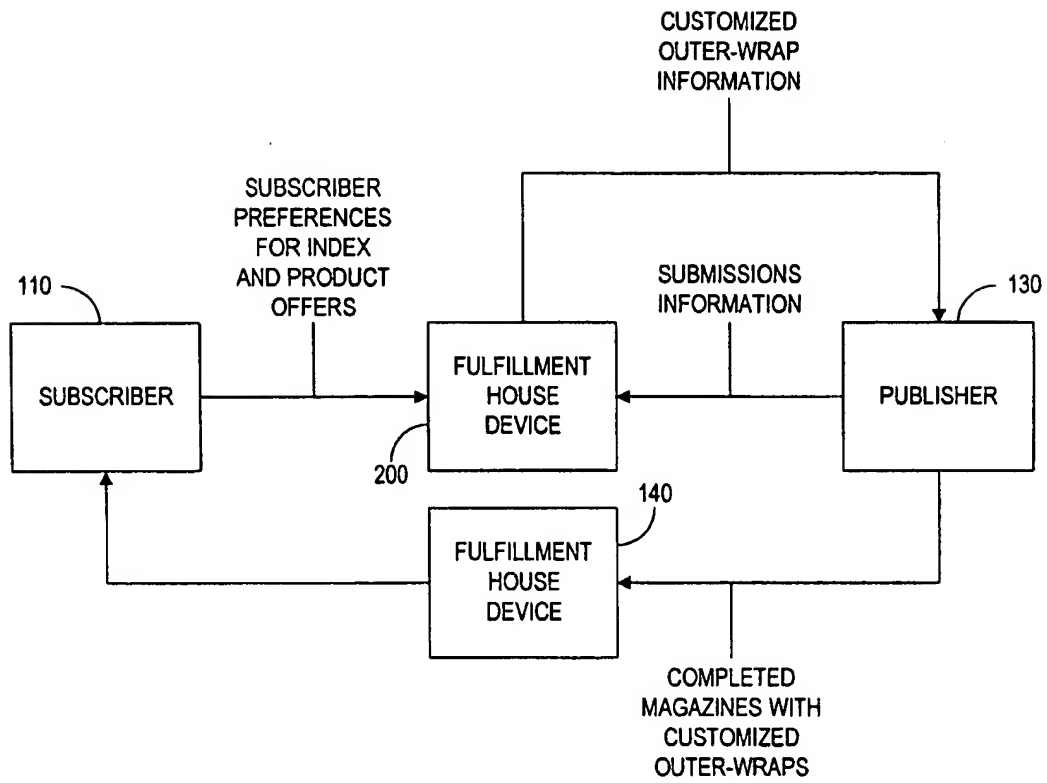 CUSTOMIZED
OUTER-WRAP
INFORMATION
SUBSCRIBER
PREFERENCES
FOR INDEX
AND PRODUCT
OFFERS
SUBMISSIONS
INFORMATION
110
130
SUBSCRIBER
FULFILLMENT
HOUSE
DEVICE
PUBLISHER
200
140
FULFILLMENT
HOUSE
DEVICE
COMPLETED
MAGAZINES WITH
CUSTOMIZED
OUTER-WRAPS